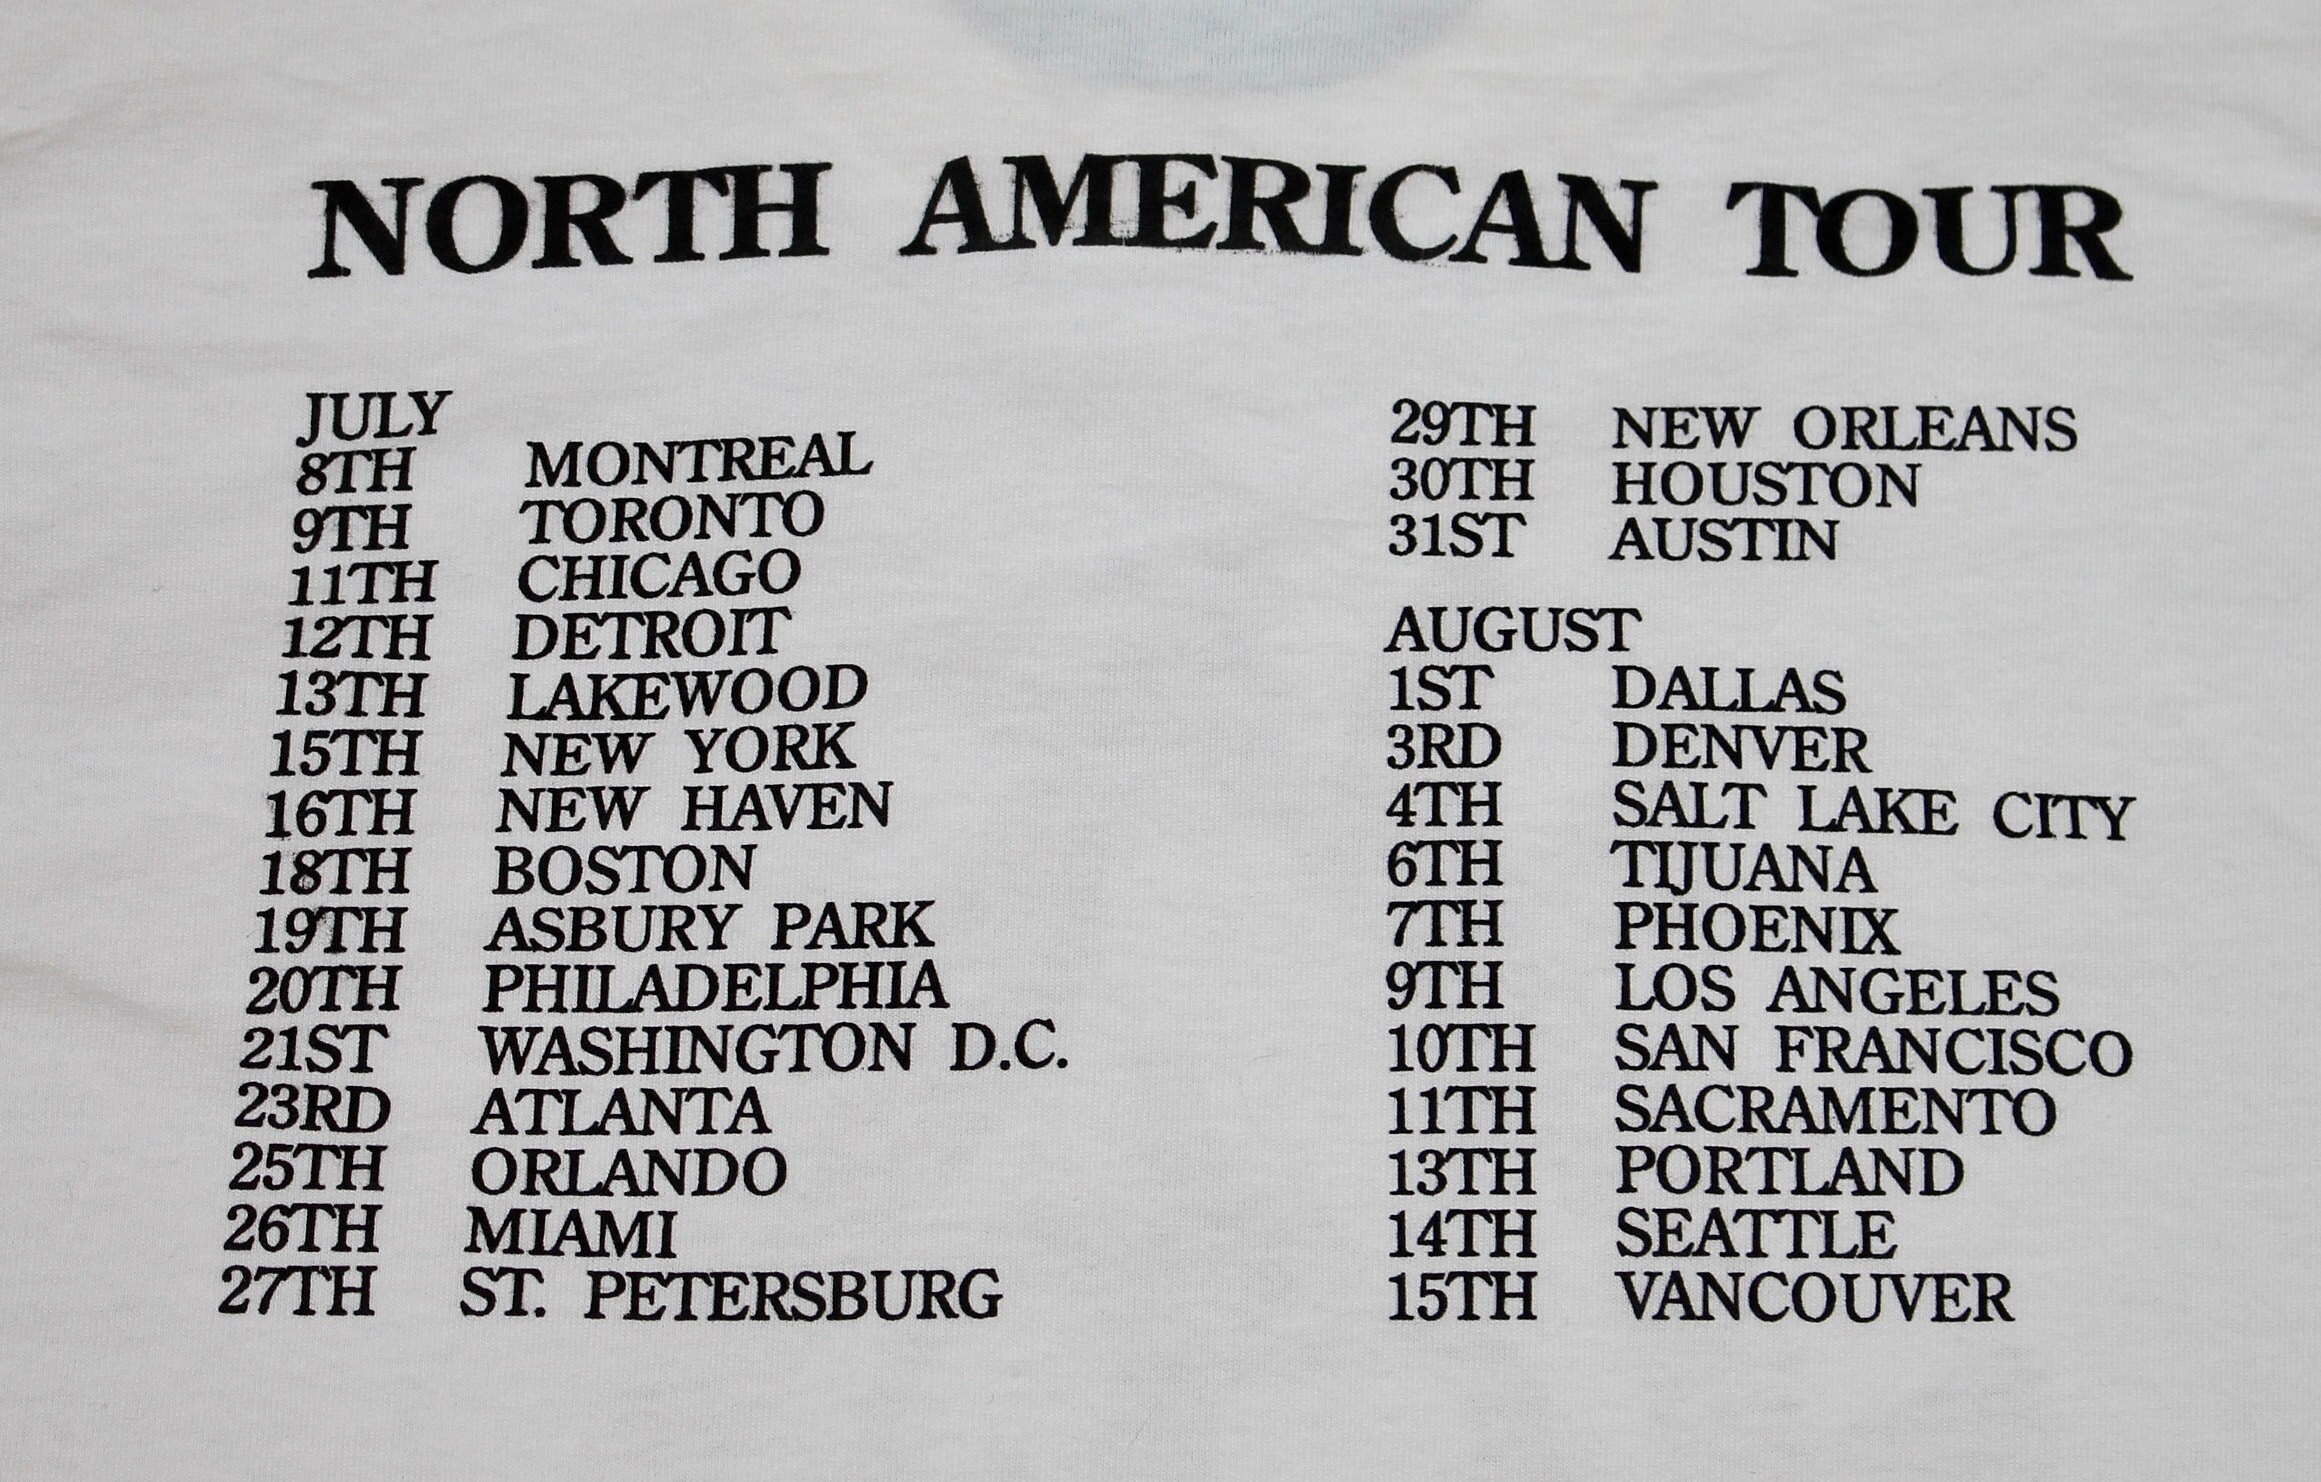 NORTH AMERICAN TOUR
JULY
8TH MONTREAL
9TH TORONTO
11TH CHICAGO
12TH DETROIT
13TH LAKEWOOD
15TH NEW YORK
16TH NEW HAVEN
18TH BOSTON
19TH ASBURY PARK
20TH PHILADELPHIA
21ST WASHINGTON D.C.
23RD ATLANTA
25TH ORLANDO
26TH MIAMI
27TH ST. PETERSBURG
29TH NEW ORLEANS
30TH HOUSTON
31ST AUSTIN
AUGUST
1ST DALLAS
3RD DENVER
4TH SALT LAKE CITY
6TH TIJUANA
7TH PHOENIX
9TH LOS ANGELES
10TH SAN FRANCISCO
11TH SACRAMENTO
13TH PORTLAND
14TH SEATTLE
15TH VANCOUVER